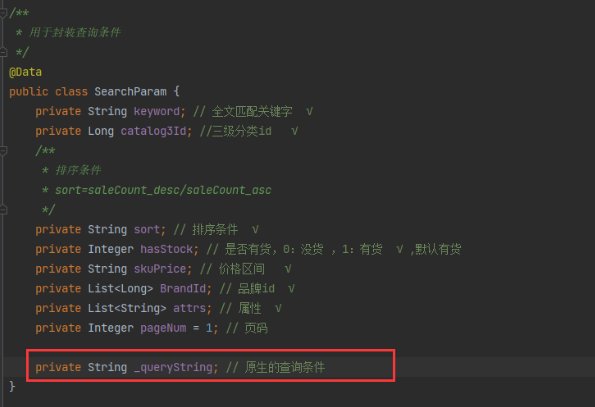 /**
* 用于封装查询条件
*/
@Data
public class SearchParam {
private String keyword; // 全文匹配关键字 √
private Long catalog3Id; //三级分类id √
/**
* 排序条件
* sort=saleCount_desc/saleCount_asc
*/
private String sort; // 排序条件 √
private Integer hasStock; // 是否有货，0：没货 ，1：有货 √ ,默认有货
private String skuPrice; // 价格区间 √
private List<Long> BrandId; // 品牌id √
private List<String> attrs; // 属性 √
private Integer pageNum = 1; // 页码
private String _queryString; // 原生的查询条件
}